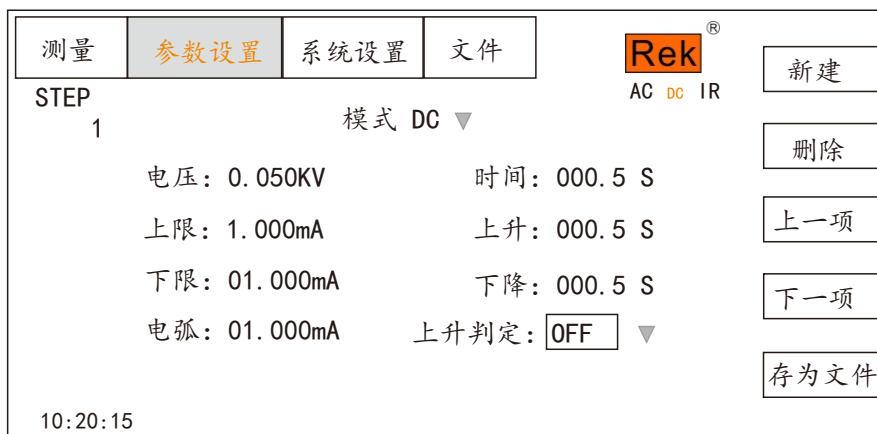 测量 参数设置 系统设置 文件
Rek®
AC DC IR
新建
STEP
1
模式 DC ▼
删除
电压: 0.050KV 时间: 000.5 S
上限: 1.000mA 上升: 000.5 S
上一项
下限: 01.000mA 下降: 000.5 S
下一项
电弧: 01.000mA 上升判定: OFF ▼
存为文件
10:20:15